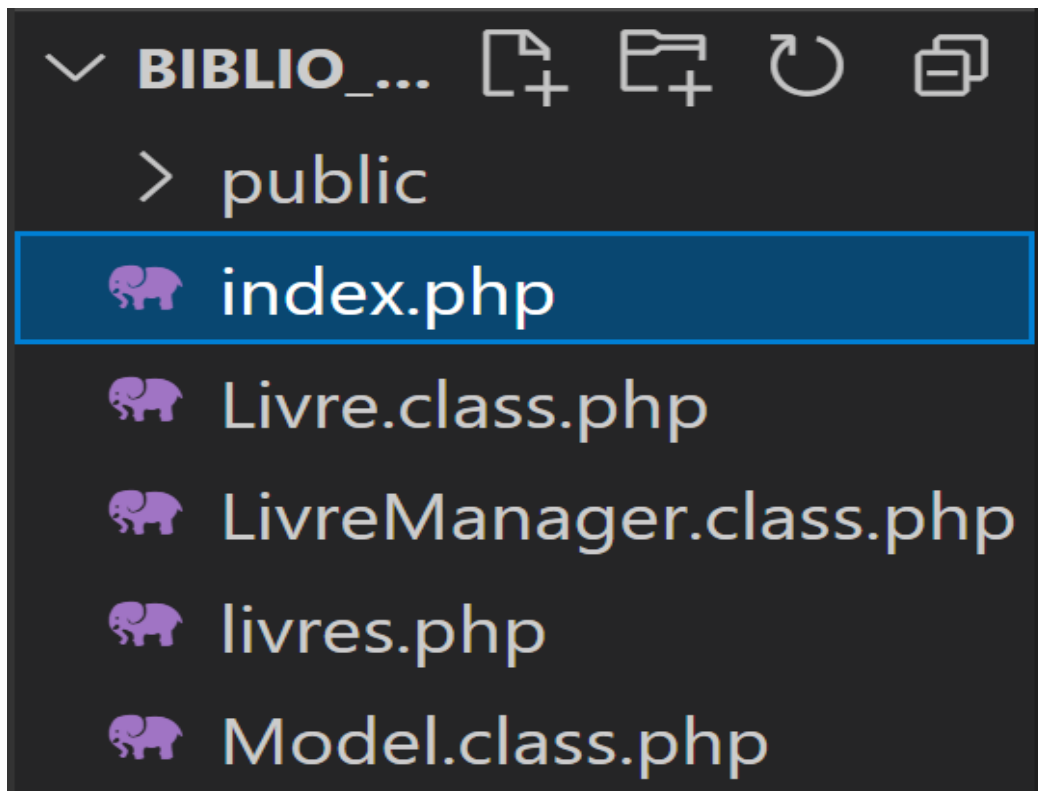 BIBLIO_...
public
index.php
Livre.class.php
LivreManager.class.php
livres.php
Model.class.php